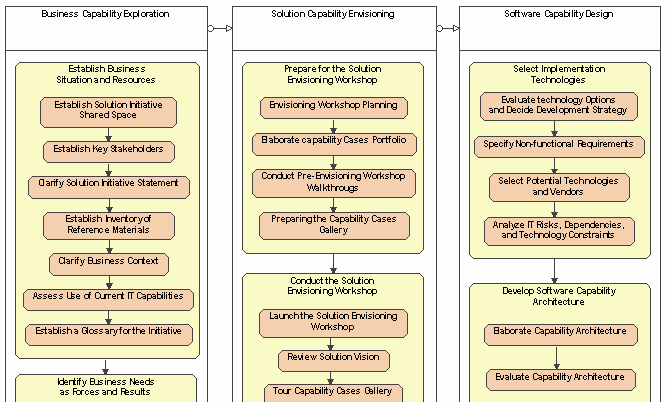 Business Capability Exploration
Establish Business
Situation and Resources
Establish Solution Initiative
Shared Space
Establish Key Stakeholders
Clarify Solution Initiative Statement
Establish Inventory of
Reference Materials
Clarify Business Context
Assess Use of Current IT Capabilities
Establish a Glossary for the Initiative
Identify Business Needs
as Forces and Results
Solution Capability Envisioning
Prepare for the Solution
Envisioning Workshop
Envisioning Workshop Planning
Elaborate capability Cases Portfolio
Conduct Pre-Envisioning Workshop
Walkthrougs
Preparing the Capability Cases
Gallery
Conduct the Solution
Envisioning Workshop
Launch the Solution Envisioning
Workshop
Review Solution Vision
Tour Capability Cases Gallery
Software Capability Design
Select Implementation
Technologies
Evaluate technology Options
and Decide Development Strategy
Specify Non-functional Requirements
Select Potential Technologies
and Vendors
Analyze IT Risks, Dependencies,
and Technology Constraints
Develop Software Capability
Architecture
Elaborate Capability Architecture
Evaluate Capability Architecture